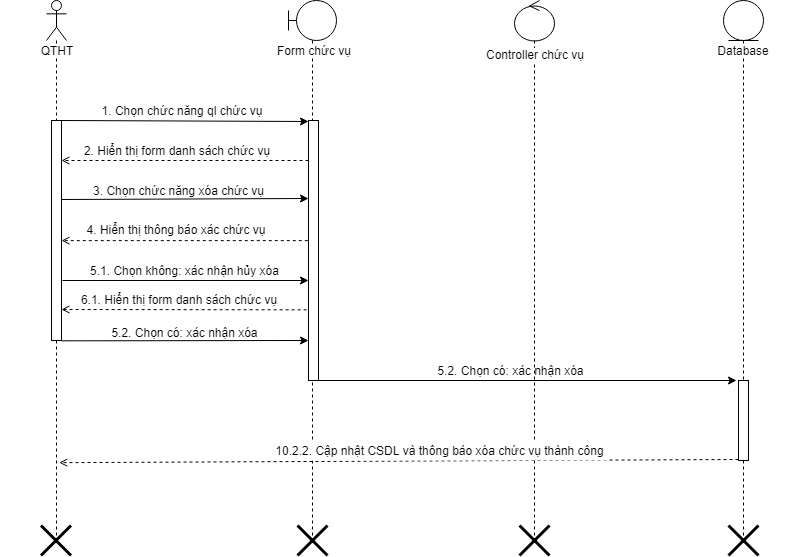 QTHT
Form chức vụ
Controller chức vụ
Database
1. Chọn chức năng ql chức vụ
2. Hiển thị form danh sách chức vụ
3. Chọn chức năng xóa chức vụ
4. Hiển thị thông báo xác chức vụ
5.1. Chọn không: xác nhận hủy xóa
6.1. Hiển thị form danh sách chức vụ
5.2. Chọn có: xác nhận xóa
5.2. Chọn có: xác nhận xóa
10.2.2. Cập nhật CSDL và thông báo xóa chức vụ thành công